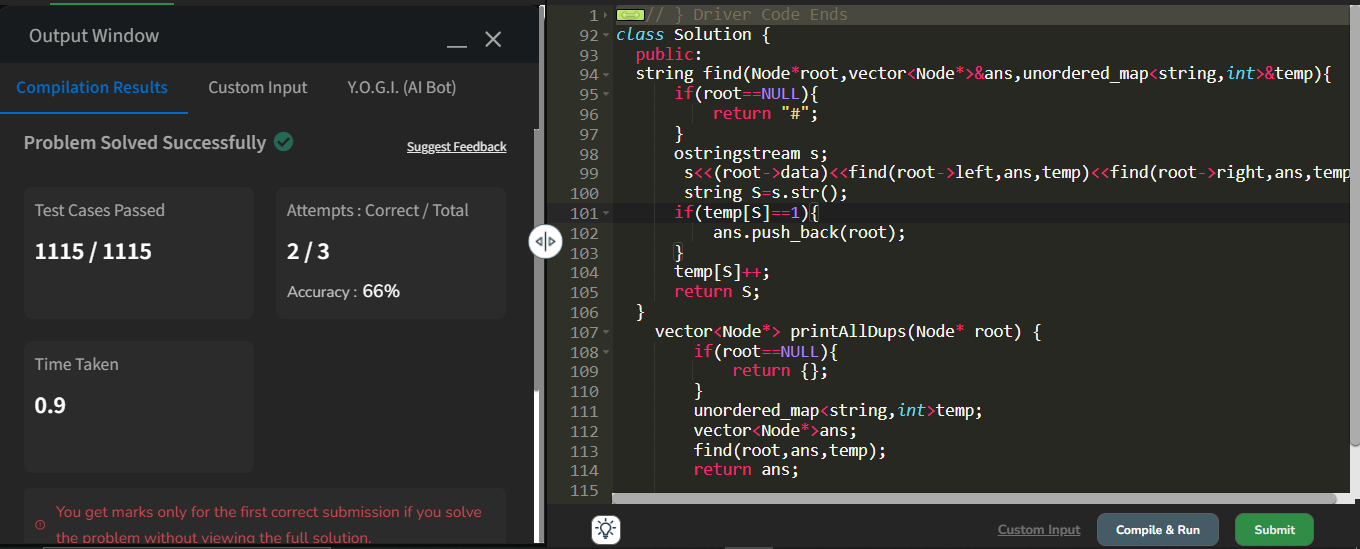 Output Window
Compilation Results
Custom Input
Y.O.G.I. (AI Bot)
Problem Solved Successfully
Suggest Feedback
Test Cases Passed
1115 / 1115
Attempts : Correct / Total
2 / 3
Accuracy : 66%
Time Taken
0.9
You get marks only for the first correct submission if you solve
the problem without viewing the full solution.
1 // } Driver Code Ends
92 class Solution {
93 public:
94 string find(Node*root,vector<Node*>&ans,unordered_map<string,int>&temp){
95 if(root==NULL){
96 return "#";
97 }
98 ostringstream s;
99 s<<(root->data)<<find(root->left,ans,temp)<<find(root->right,ans,temp
100 string S=s.str();
101 if(temp[S]==1){
102 ans.push_back(root);
103 }
104 temp[S]++;
105 return S;
106 }
107 vector<Node*> printAllDups(Node* root) {
108 if(root==NULL){
109 return {};
110 }
111 unordered_map<string,int>temp;
112 vector<Node*>ans;
113 find(root,ans,temp);
114 return ans;
115
Custom Input
Compile & Run
Submit